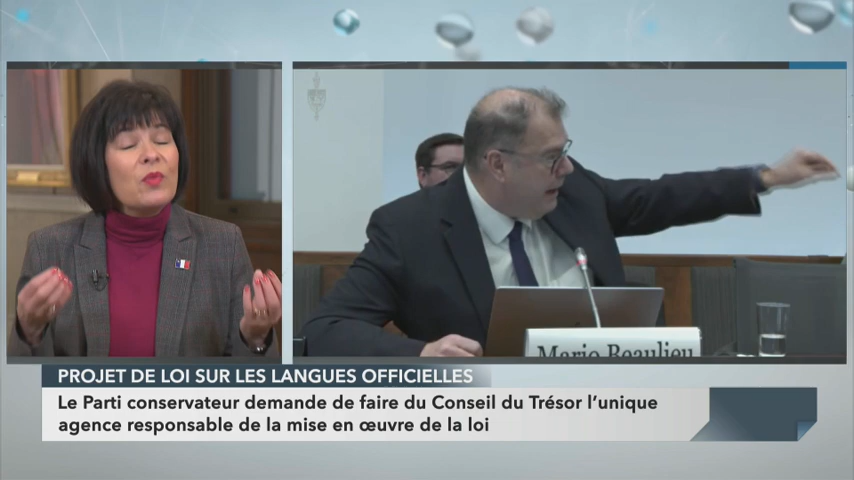 Mario Beaulieu
PROJET DE LOI SUR LES LANGUES OFFICIELLES
Le Parti conservateur demande de faire du Conseil du Trésor l’unique
agence responsable de la mise en œuvre de la loi